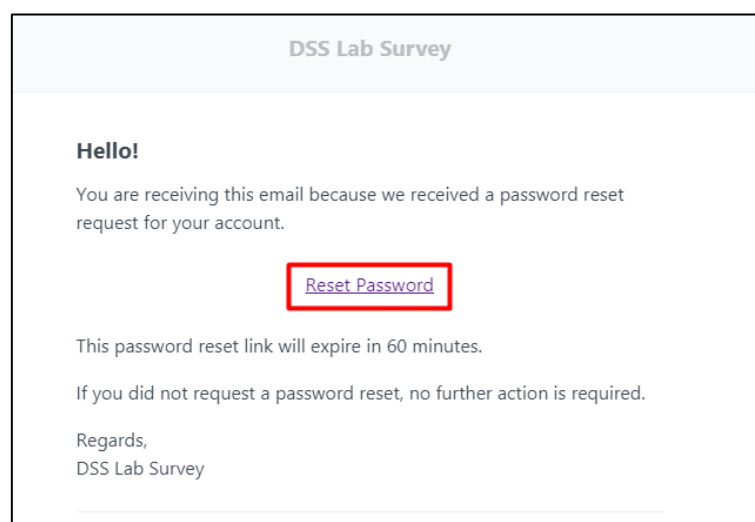 DSS Lab Survey
Hello!
You are receiving this email because we received a password reset
request for your account.
Reset Password
This password reset link will expire in 60 minutes.
If you did not request a password reset, no further action is required.
Regards,
DSS Lab Survey